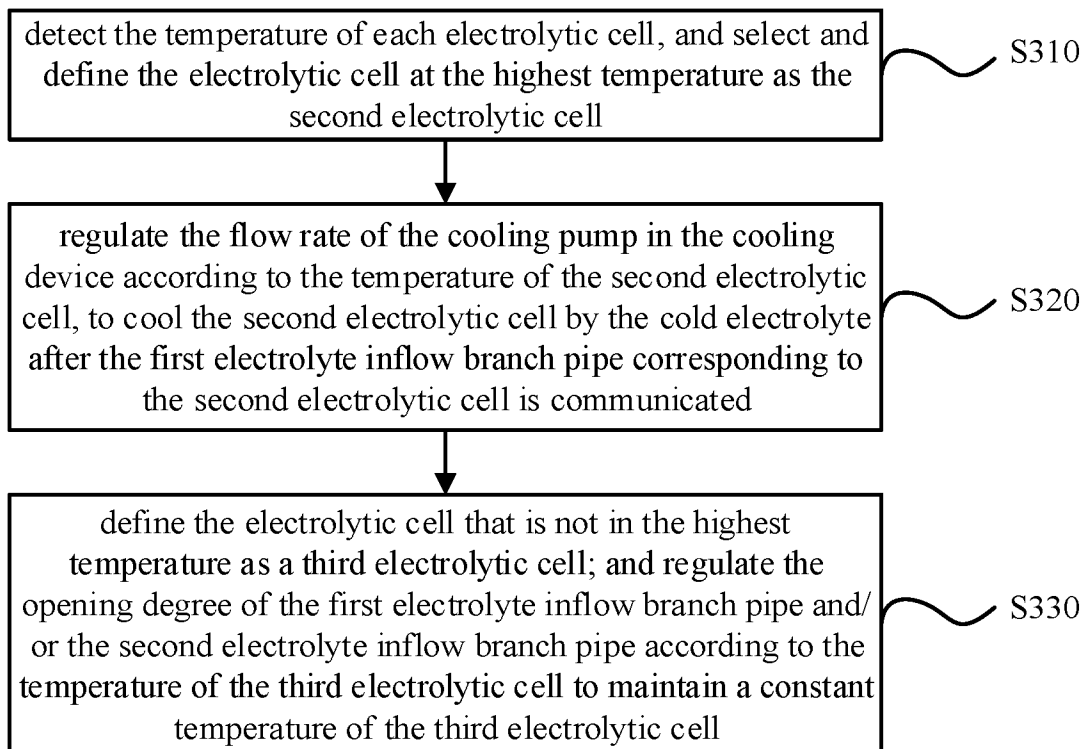 detect the temperature of each electrolytic cell, and select and
define the electrolytic cell at the highest temperature as the
second electrolytic cell
S310
regulate the flow rate of the cooling pump in the cooling
device according to the temperature of the second electrolytic
cell, to cool the second electrolytic cell by the cold electrolyte
after the first electrolyte inflow branch pipe corresponding to
the second electrolytic cell is communicated
S320
define the electrolytic cell that is not in the highest
temperature as a third electrolytic cell; and regulate the
opening degree of the first electrolyte inflow branch pipe and/
or the second electrolyte inflow branch pipe according to the
temperature of the third electrolytic cell to maintain a constant
temperature of the third electrolytic cell
S330